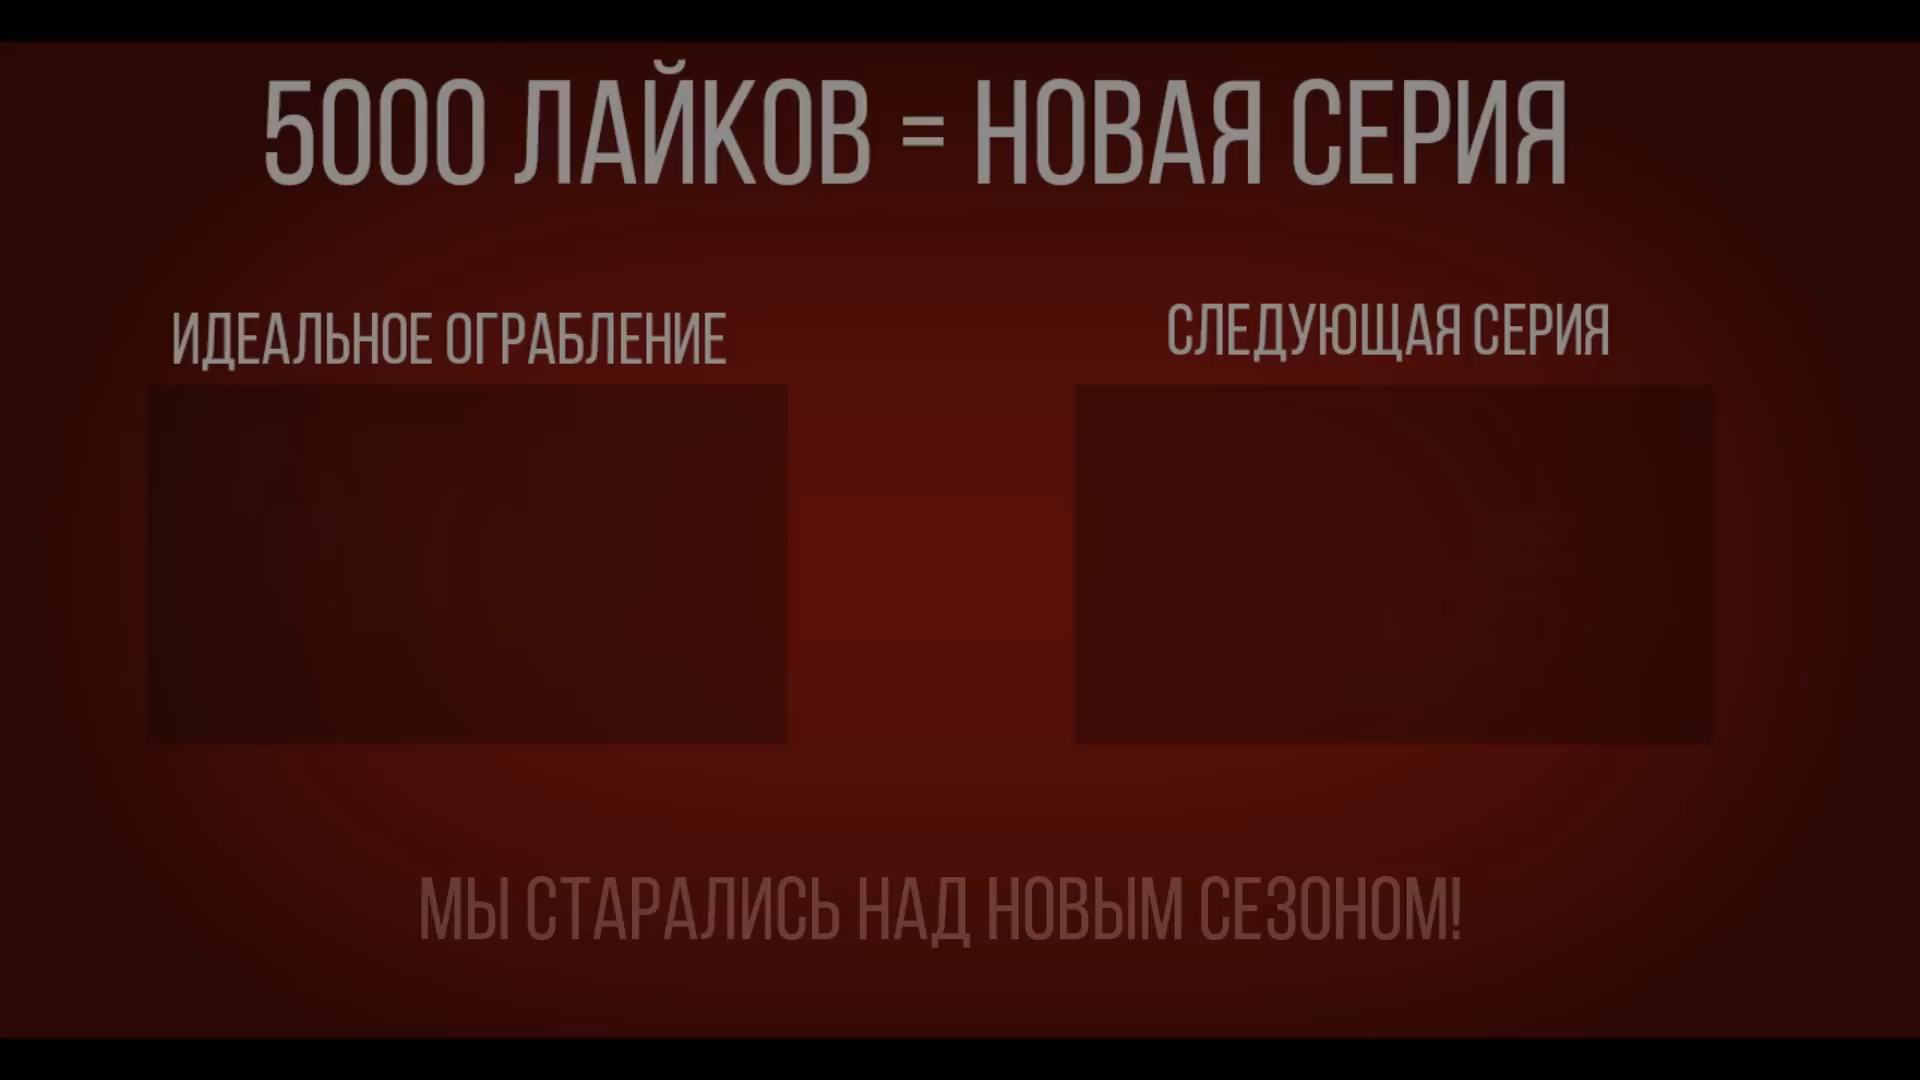 5000 ЛАЙКОВ = НОВАЯ СЕРИЯ
ИДЕАЛЬНОЕ ОГРАБЛЕНИЕ
СЛЕДУЮЩАЯ СЕРИЯ
МЫ СТАРАЛИСЬ НАД НОВЫМ СЕЗОНОМ!